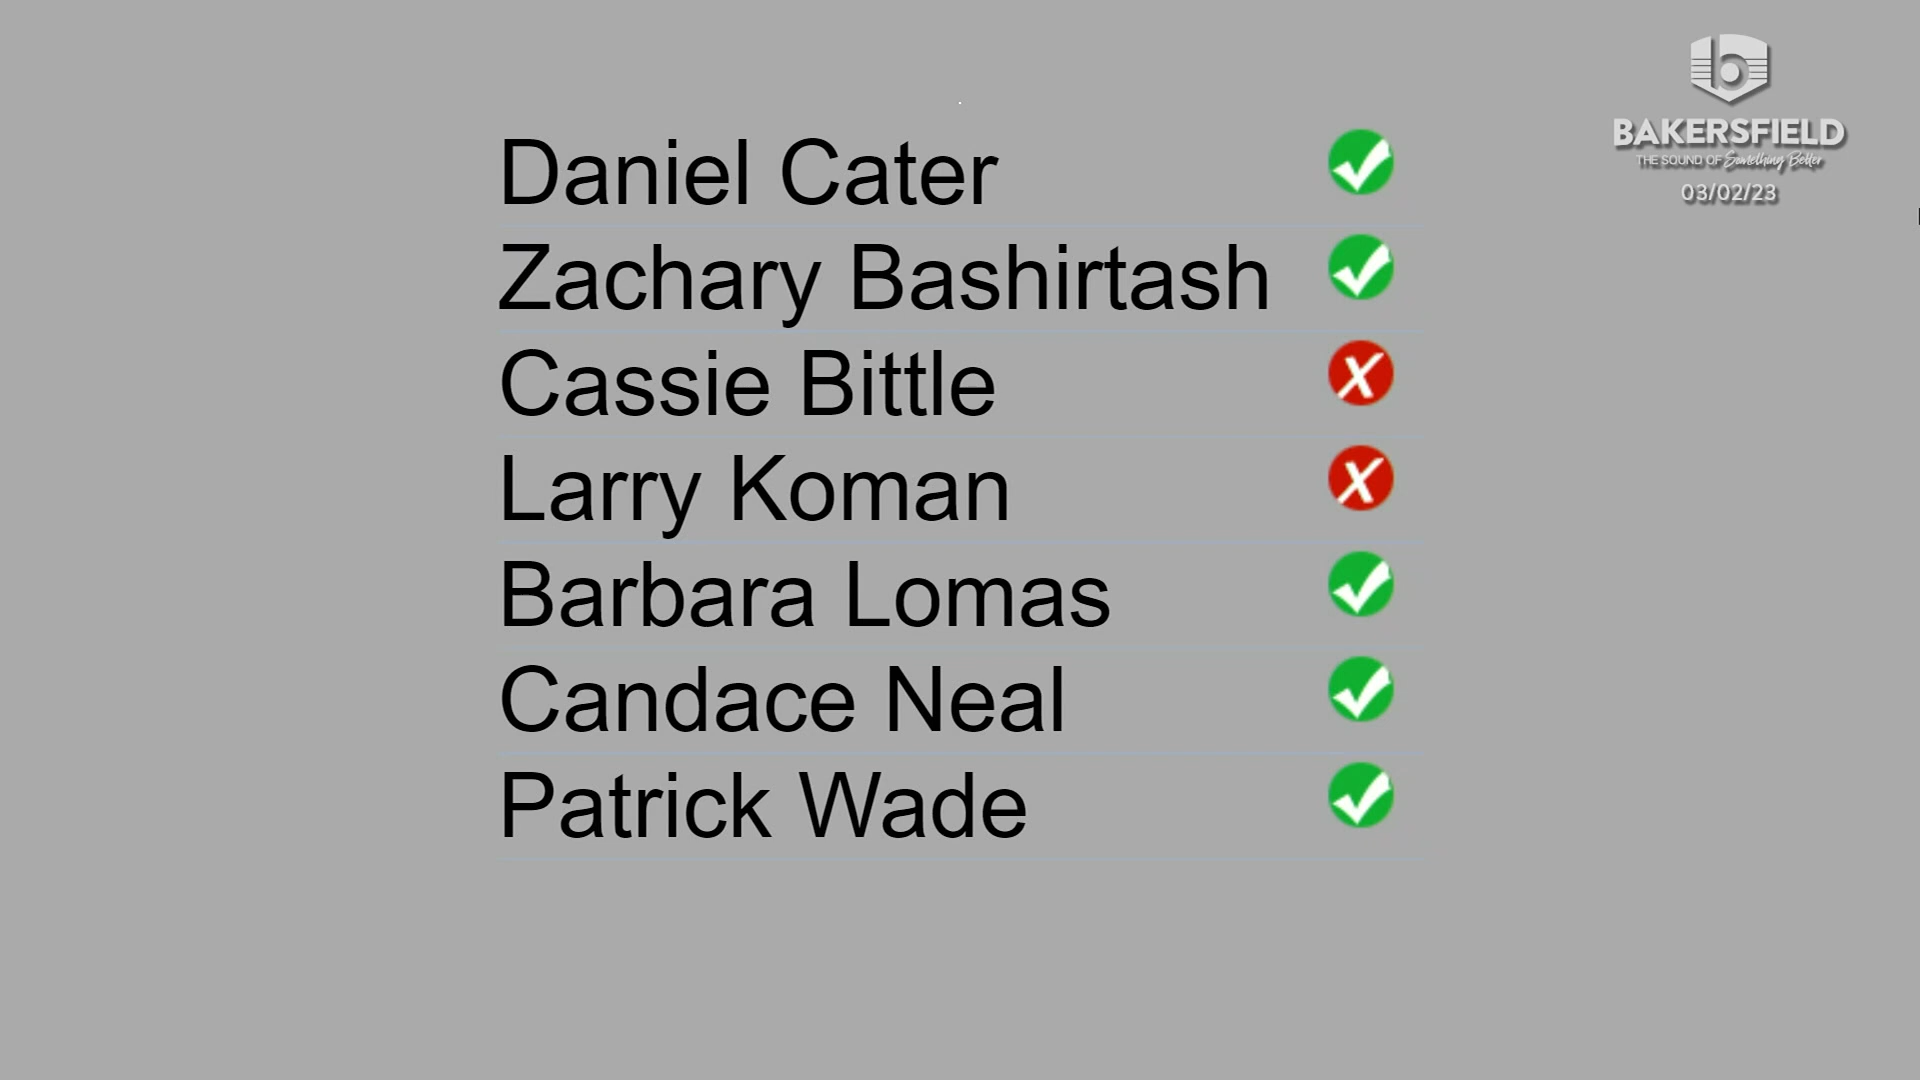 Daniel Cater
Zachary Bashirtash
Cassie Bittle
Larry Koman
Barbara Lomas
Candace Neal
Patrick Wade
BAKERSFIELD
THE SOUND OF Something Better
03/02/23